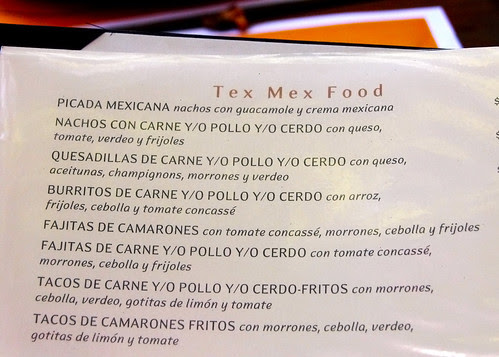 Tex Mex Food
PICADA MEXICANA nachos con guacamole y crema mexicana
NACHOS CON CARNE Y/O POLLO Y/O CERDO con queso,
tomate, verdeo y frijoles
QUESADILLAS DE CARNE Y/O POLLO Y/O CERDO con queso,
aceitunas, champignons, morrones y verdeo
BURRITOS DE CARNE Y/O POLLO Y/O CERDO con arroz,
frijoles, cebolla y tomate concassé
FAJITAS DE CAMARONES con tomate concassé, morrones, cebolla y frijoles
FAJITAS DE CARNE Y/O POLLO Y/O CERDO con tomate concassé,
morrones, cebolla y frijoles
TACOS DE CARNE Y/O POLLO Y/O CERDO-FRITOS con morrones,
cebolla, verdeo, gotitas de limón y tomate
TACOS DE CAMARONES FRITOS con morrones, cebolla, verdeo,
gotitas de limón y tomate